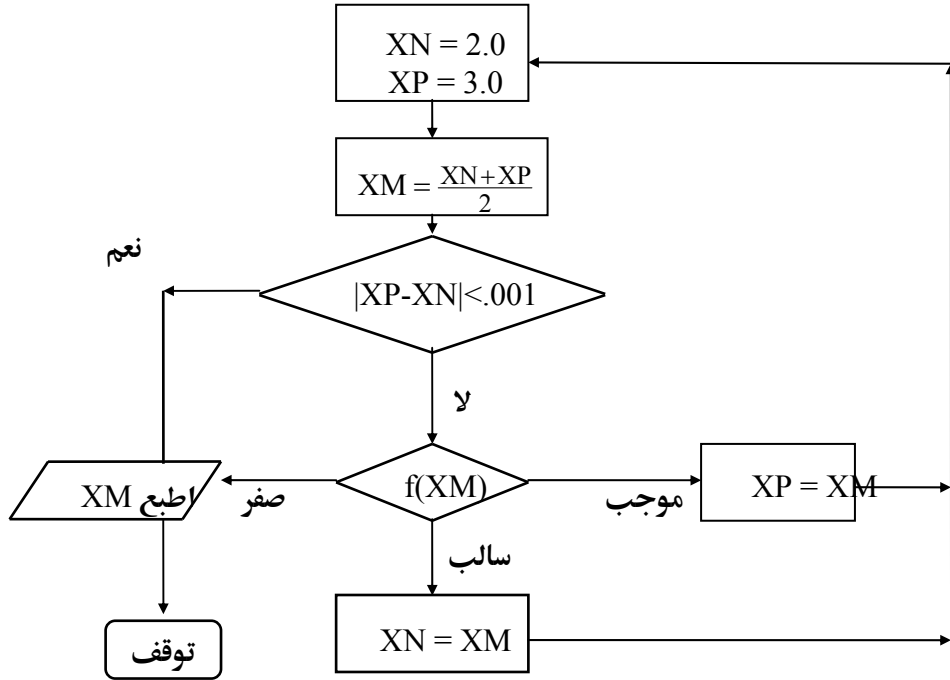 XN = 2.0
XP = 3.0
XM = \frac{XN+XP}{2}
نعم
|XP-XN|<.001
لا
اطبع XM
صفر
f(XM)
موجب
XP = XM
سالب
توقف
XN = XM